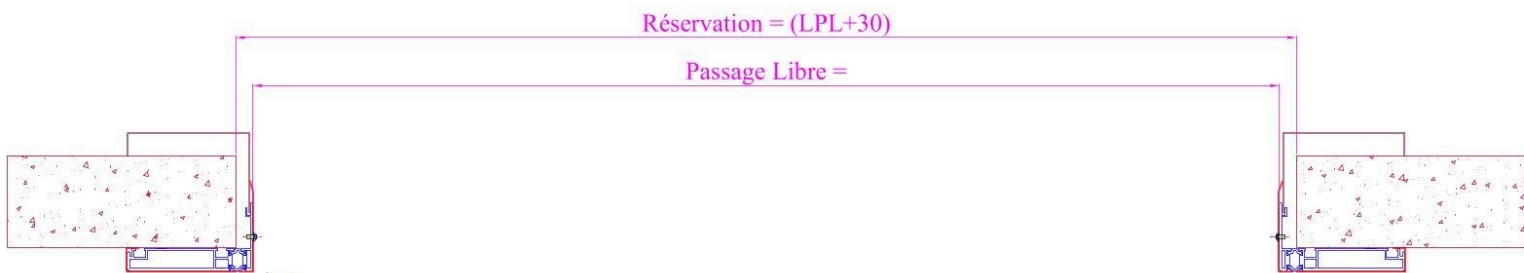 Réservation = (LPL+30)
Passage Libre =